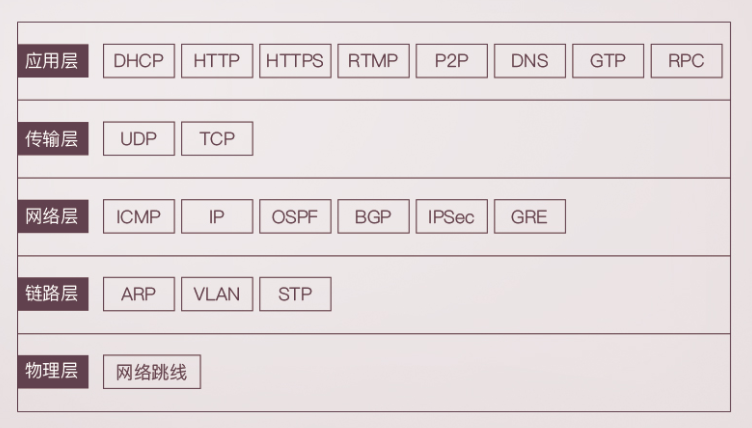 应用层 DHCP HTTP HTTPS RTMP P2P DNS GTP RPC
传输层 UDP TCP
网络层 ICMP IP OSPF BGP IPSec GRE
链路层 ARP VLAN STP
物理层 网络跳线